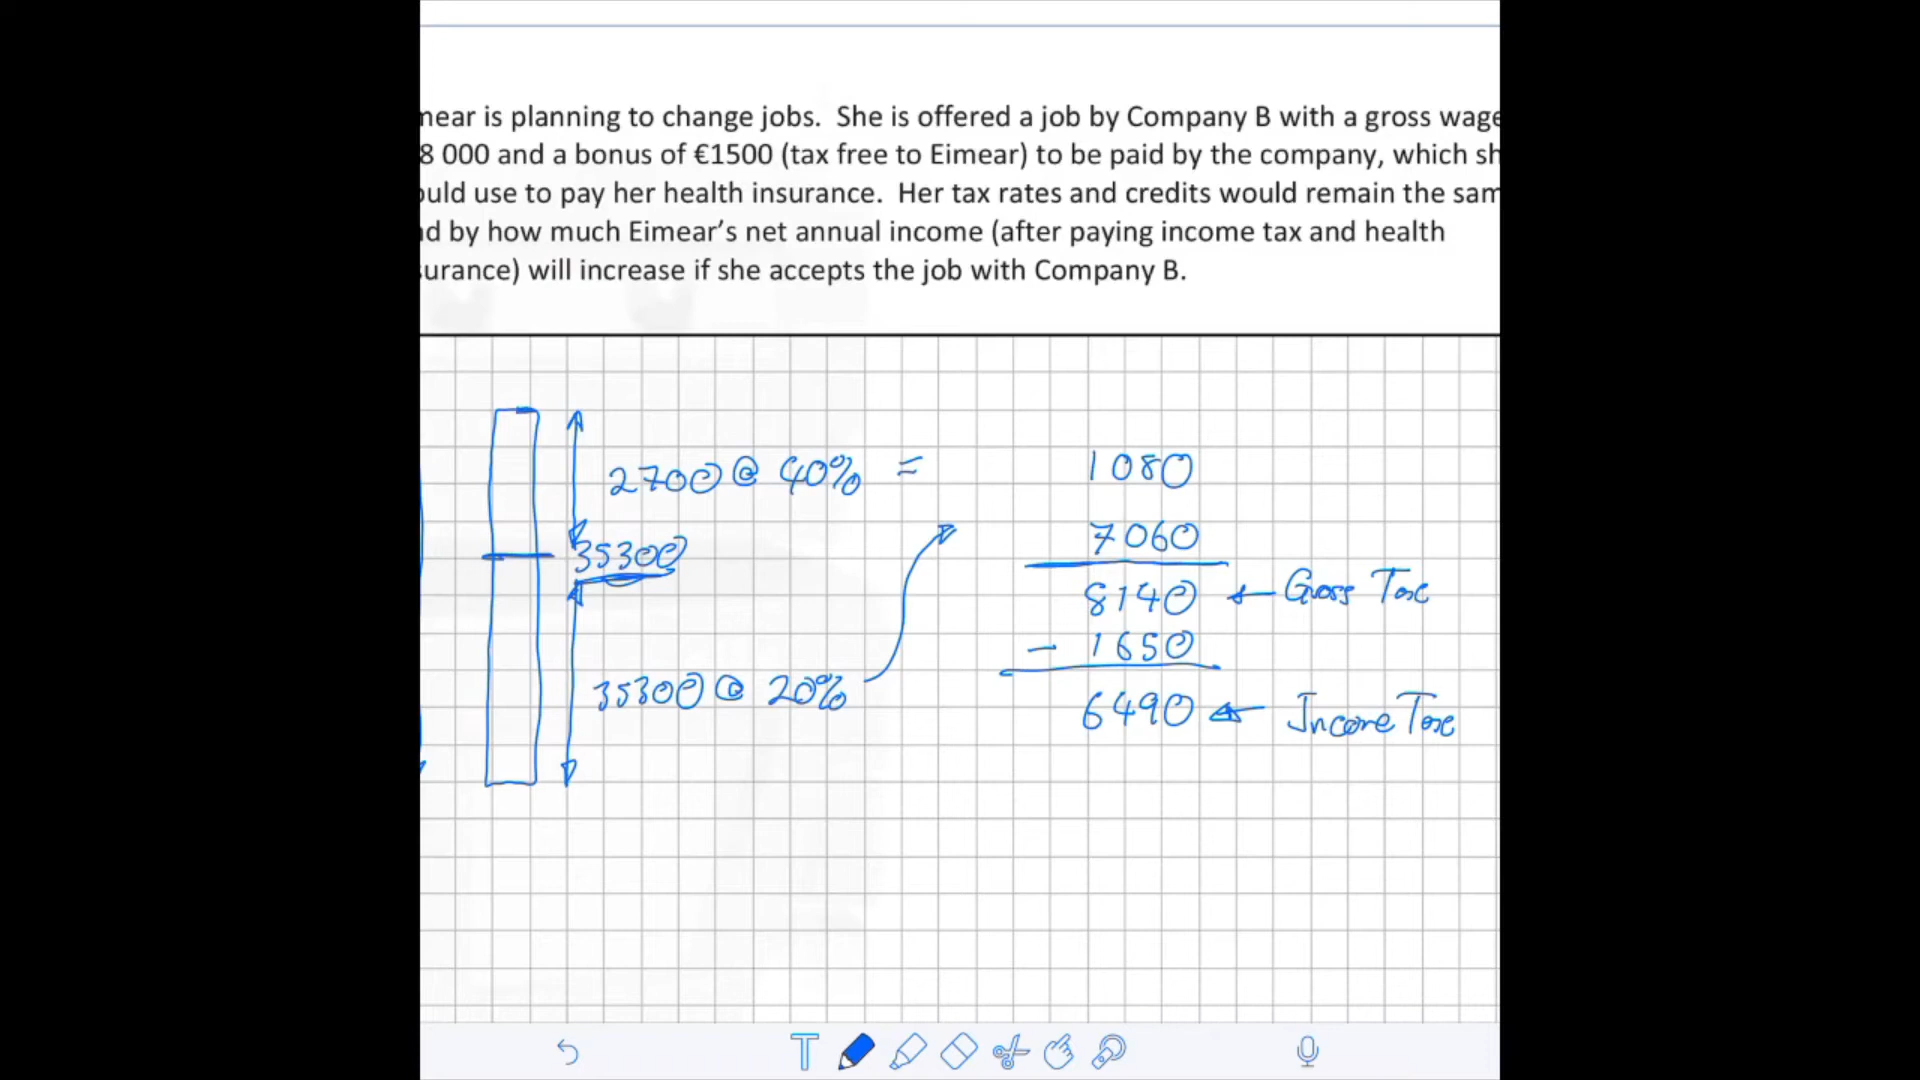 mear is planning to change jobs. She is offered a job by Company B with a gross wage
8 000 and a bonus of €1500 (tax free to Eimear) to be paid by the company, which sh
ould use to pay her health insurance. Her tax rates and credits would remain the sam
d by how much Eimear's net annual income (after paying income tax and health
surance) will increase if she accepts the job with Company B.
2700 @ 40% = 1080
35300
7060
8140 ← Gross Tax
- 1650
35300 @ 20%
6490 ← Income Tax
T